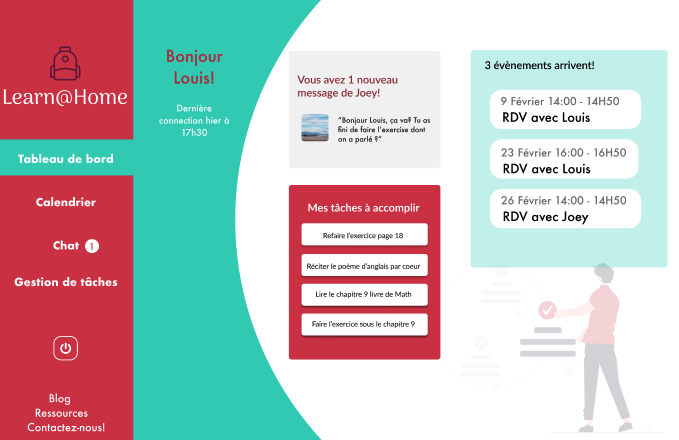 Learn@Home
Tableau de bord
Calendrier
Chat 1
Gestion de tâches
Blog
Ressources
Contactez-nous!
Bonjour
Louis!
Dernière
connection hier à
17h30
Vous avez 1 nouveau
message de Joey!
“Bonjour Louis, ça va? Tu as
fini de faire l’exercise dont
on a parlé ?”
Mes tâches à accomplir
Refaire l’exercice page 18
Réciter le poème d’anglais par coeur
Lire le chapitre 9 livre de Math
Faire l’exercice sous le chapitre 9
3 évènements arrivent!
9 Février 14:00 - 14H50
RDV avec Louis
23 Février 16:00 - 16H50
RDV avec Louis
26 Février 14:00 - 14H50
RDV avec Joey